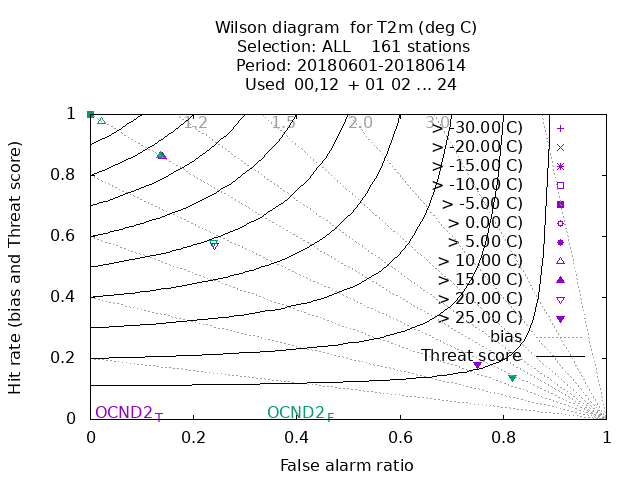 Wilson diagram  for T2m (deg C)
Selection: ALL    161 stations
Period: 20180601-20180614
Used  00,12  + 01 02 ... 24
1.2 1.5 2.0 3.0
> -30.00 C)
> -20.00 C)
> -15.00 C)
> -10.00 C)
> -5.00 C)
> 0.00 C)
> 5.00 C)
> 10.00 C)
> 15.00 C)
> 20.00 C)
> 25.00 C)
bias
Threat score
Hit rate (bias and Threat score)
1
0.8
0.6
0.4
0.2
0
OCND2_T OCND2_F
0 0.2 0.4 0.6 0.8 1
False alarm ratio